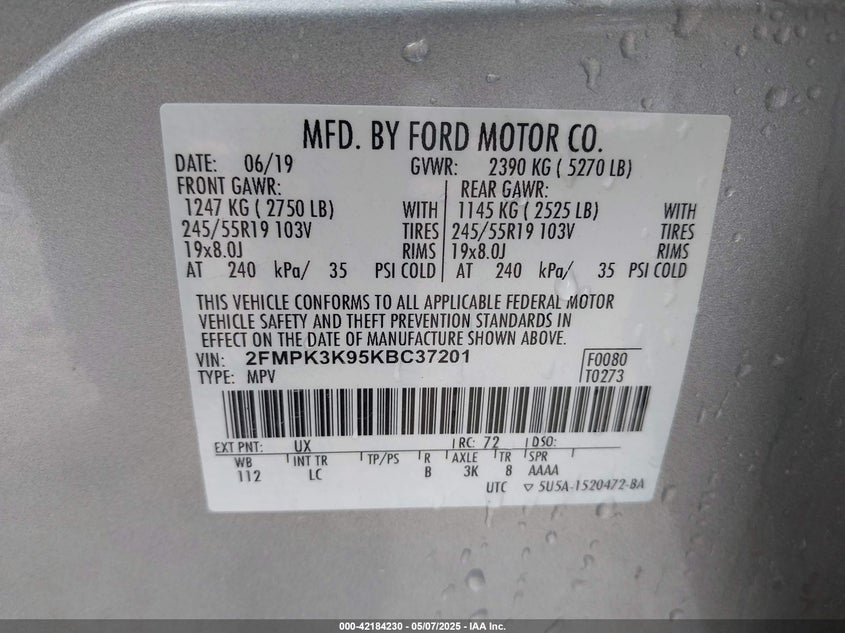 MFD. BY FORD MOTOR CO.
DATE: 06/19 GVWR: 2390 KG ( 5270 LB)
FRONT GAWR: REAR GAWR:
1247 KG ( 2750 LB) WITH 1145 KG ( 2525 LB) WITH
245/55R19 103V TIRES 245/55R19 103V TIRES
19x8.0J RIMS 19x8.0J RIMS
AT 240 kPa/ 35 PSI COLD AT 240 kPa/ 35 PSI COLD
THIS VEHICLE CONFORMS TO ALL APPLICABLE FEDERAL MOTOR
VEHICLE SAFETY AND THEFT PREVENTION STANDARDS IN
EFFECT ON THE DATE OF MANUFACTURE SHOWN ABOVE.
VIN: 2FMPK3K95KBC37201 F0080
TYPE: MPV T0273
EXT PNT: UX RC: 72 DSO:
WB INT TR TP/PS R AXLE TR SPR
112 LC B 3K 8 AAAA
UTC ▽ 5U5A-1520472-BA
000-42184230 - 05/07/2025 - IAA Inc.